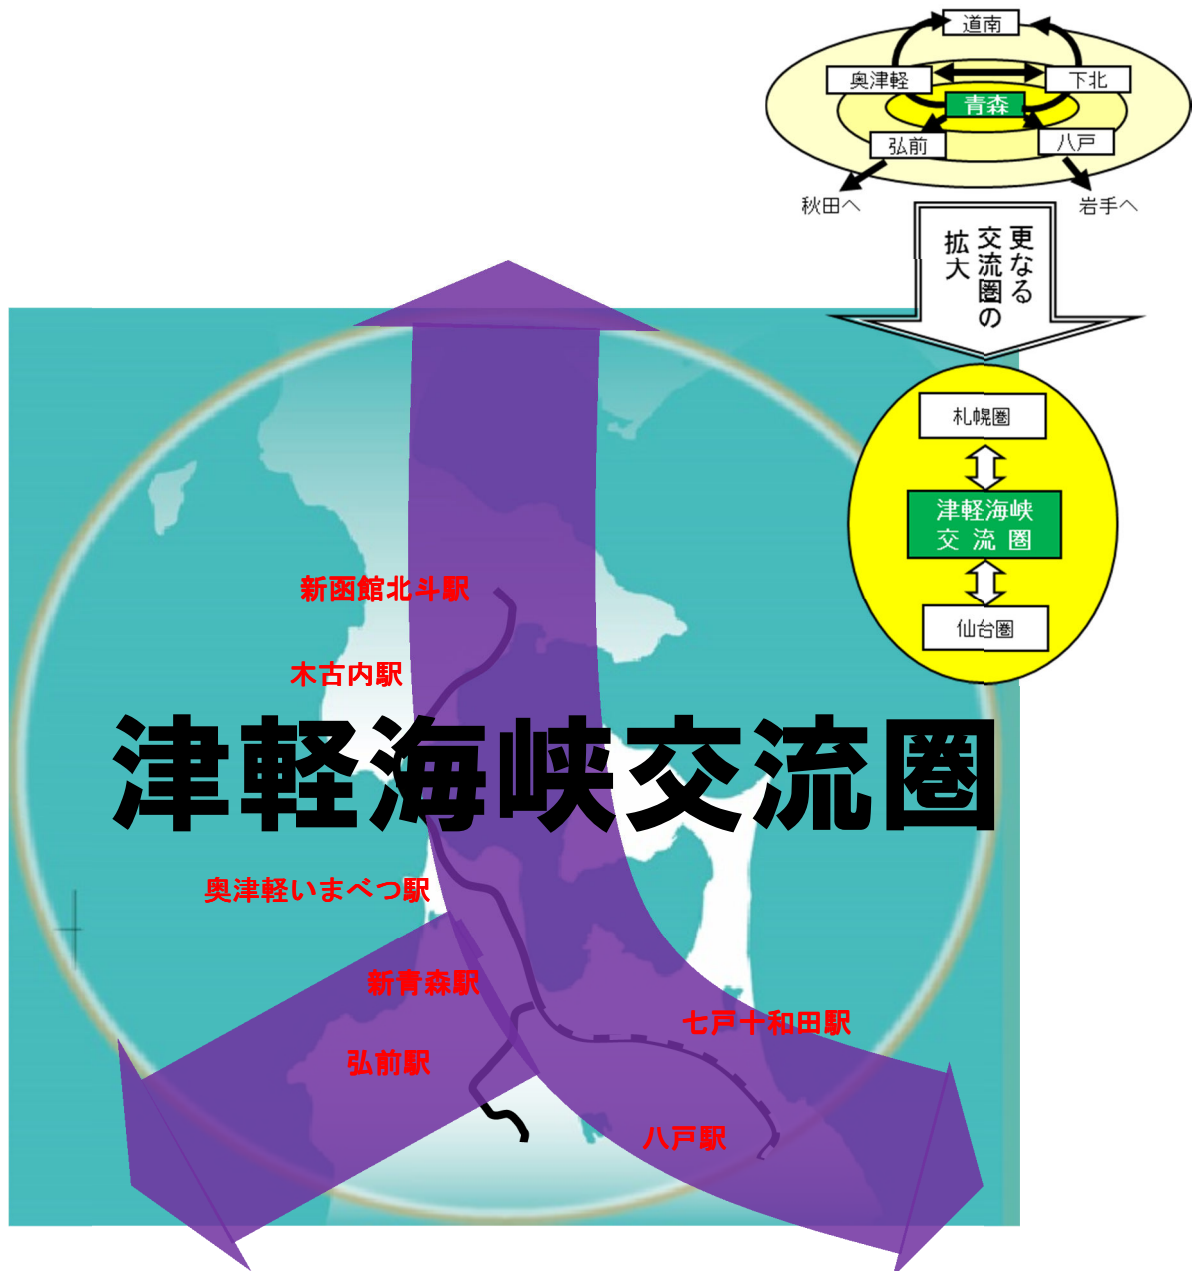 道南
奥津軽
下北
青森
弘前
八戸
秋田へ
岩手へ
更なる
交流圏の
拡大
札幌圏
津軽海峡
交流圏
仙台圏
新函館北斗駅
木古内駅
津軽海峡交流圏
奥津軽いまべつ駅
新青森駅
七戸十和田駅
弘前駅
八戸駅